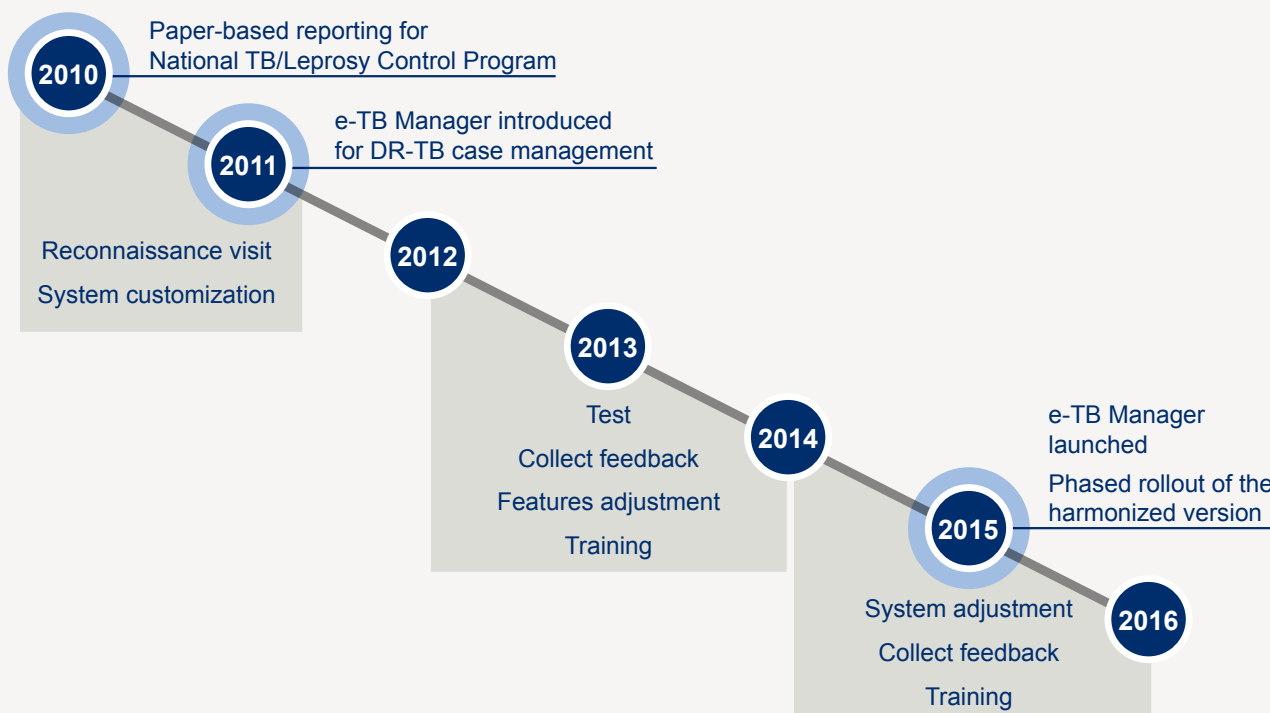 2010
Paper-based reporting for
National TB/Leprosy Control Program
2011
e-TB Manager introduced
for DR-TB case management
Reconnaissance visit
System customization
2012
2013
Test
Collect feedback
Features adjustment
Training
2014
e-TB Manager
launched
Phased rollout of the
harmonized version
2015
System adjustment
Collect feedback
Training
2016